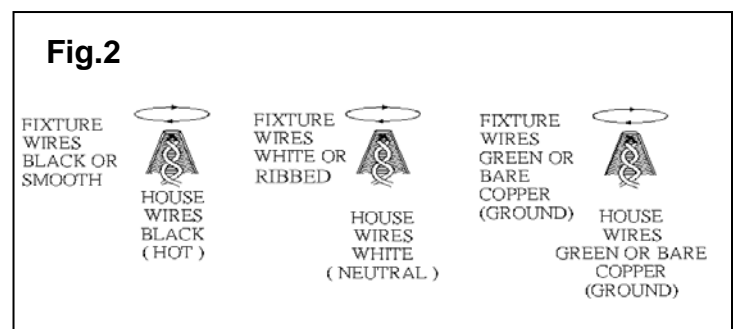 Fig.2
FIXTURE
WIRES
BLACK OR
SMOOTH
HOUSE
WIRES
BLACK
( HOT )
FIXTURE
WIRES
WHITE OR
RIBBED
HOUSE
WIRES
WHITE
( NEUTRAL )
FIXTURE
WIRES
GREEN OR
BARE
COPPER
(GROUND)
HOUSE
WIRES
GREEN OR BARE
COPPER
(GROUND)